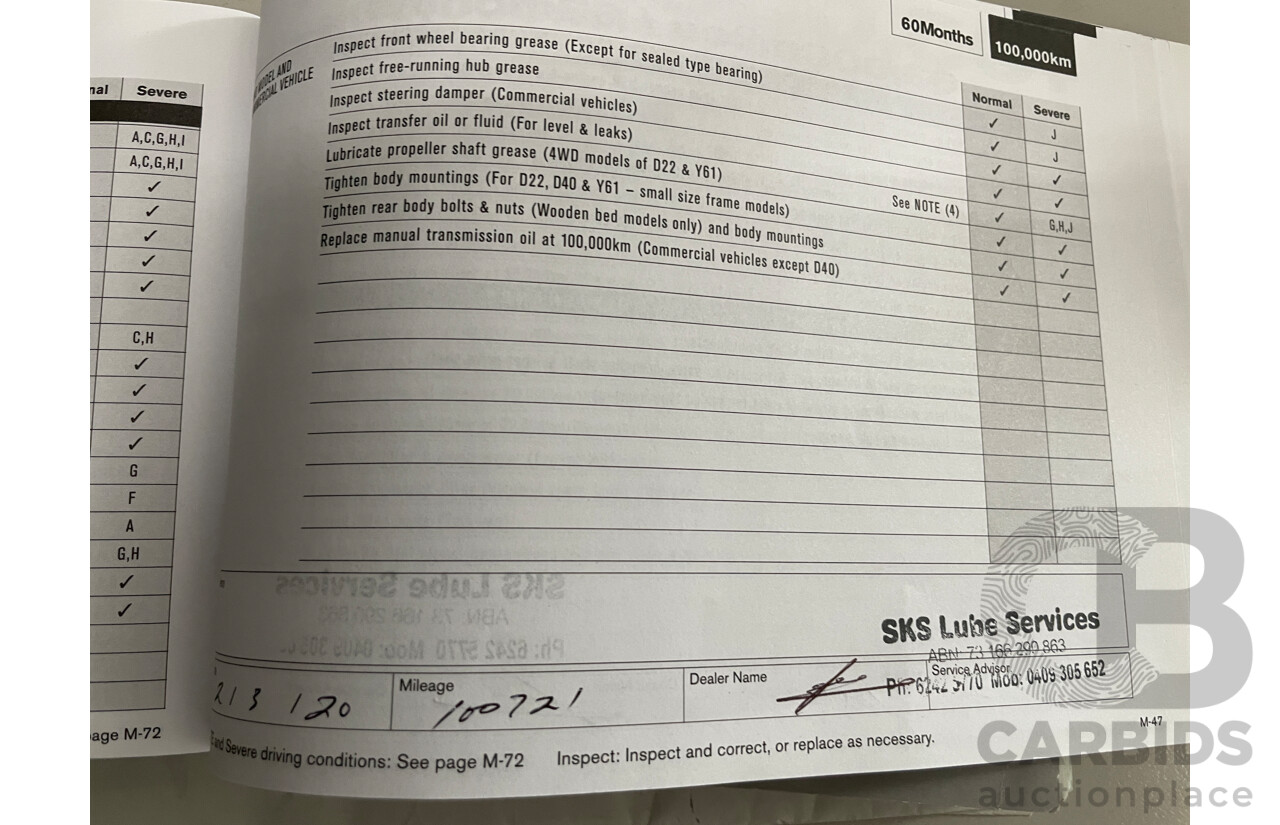 nal Severe
A,C,G,H,I
A,C,G,H,I
✓
✓
✓
✓
✓
C,H
✓
✓
✓
✓
G
F
A
G,H
✓
✓
age M-72
60Months 100,000km
MODEL AND
COMMERCIAL VEHICLE
Normal Severe
Inspect front wheel bearing grease (Except for sealed type bearing) ✓ J
Inspect free-running hub grease ✓ J
Inspect steering damper (Commercial vehicles) ✓ ✓
Inspect transfer oil or fluid (For level & leaks) ✓ ✓
Lubricate propeller shaft grease (4WD models of D22 & Y61) See NOTE (4) ✓ G,H,J
Tighten body mountings (For D22, D40 & Y61 – small size frame models) ✓ ✓
Tighten rear body bolts & nuts (Wooden bed models only) and body mountings ✓ ✓
Replace manual transmission oil at 100,000km (Commercial vehicles except D40) ✓ ✓
SKS Lube Services
ABN: 73 166 290 863
Ph: 6242 5770 Mob: 0409 305 652
213 120
Mileage
100721
Dealer Name
Service Advisor
and Severe driving conditions: See page M-72 Inspect: Inspect and correct, or replace as necessary.
M-47
B
CARBIDS
auctionplace